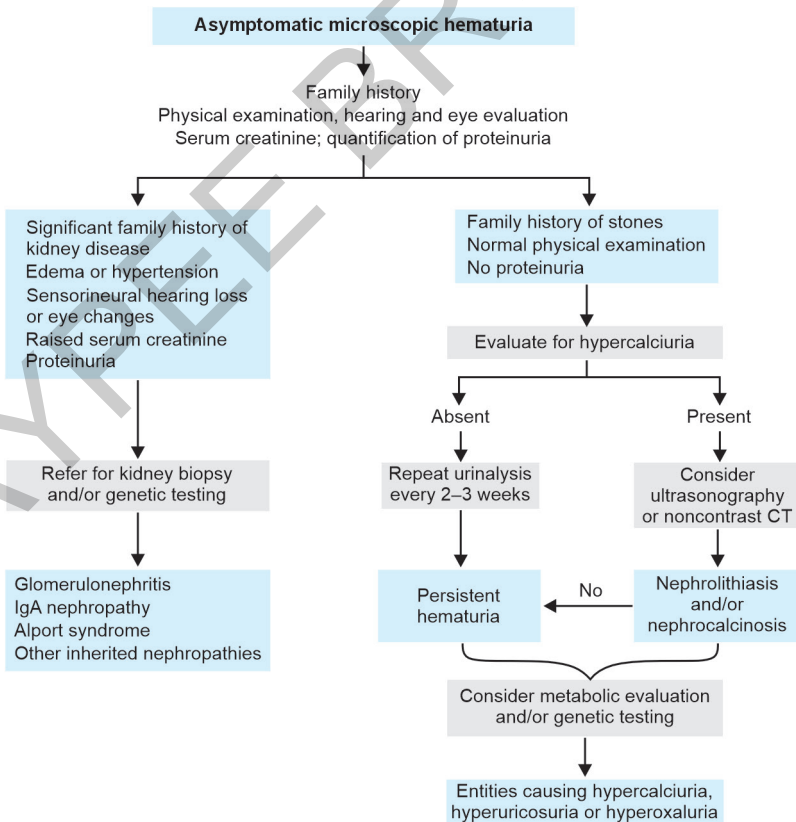 Asymptomatic microscopic hematuria
Family history
Physical examination, hearing and eye evaluation
Serum creatinine; quantification of proteinuria
Significant family history of
kidney disease
Edema or hypertension
Sensorineural hearing loss
or eye changes
Raised serum creatinine
Proteinuria
Family history of stones
Normal physical examination
No proteinuria
Evaluate for hypercalciuria
Absent
Present
Refer for kidney biopsy
and/or genetic testing
Repeat urinalysis
every 2–3 weeks
Consider
ultrasonography
or noncontrast CT
Glomerulonephritis
IgA nephropathy
Alport syndrome
Other inherited nephropathies
Persistent
hematuria
No
Nephrolithiasis
and/or
nephrocalcinosis
Consider metabolic evaluation
and/or genetic testing
Entities causing hypercalciuria,
hyperuricosuria or hyperoxaluria
YPEE BR